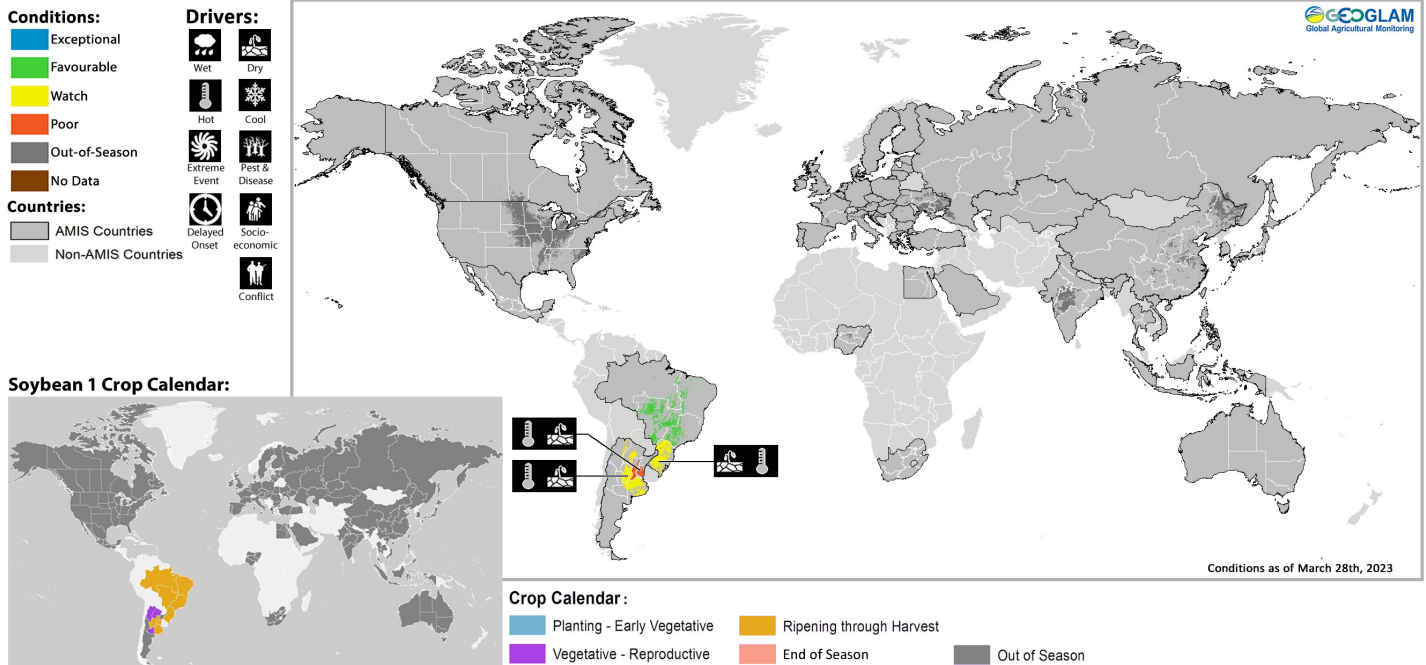 Conditions:
Exceptional
Favourable
Watch
Poor
Out-of-Season
No Data
Countries:
AMIS Countries
Non-AMIS Countries
Drivers:
Wet
Dry
Hot
Cool
Extreme
Event
Pest &
Disease
Delayed
Onset
Socio-
economic
Conflict
GEOGLAM
Global Agricultural Monitoring
Soybean 1 Crop Calendar:
Conditions as of March 28th, 2023
Crop Calendar :
Planting - Early Vegetative
Ripening through Harvest
Vegetative - Reproductive
End of Season
Out of Season